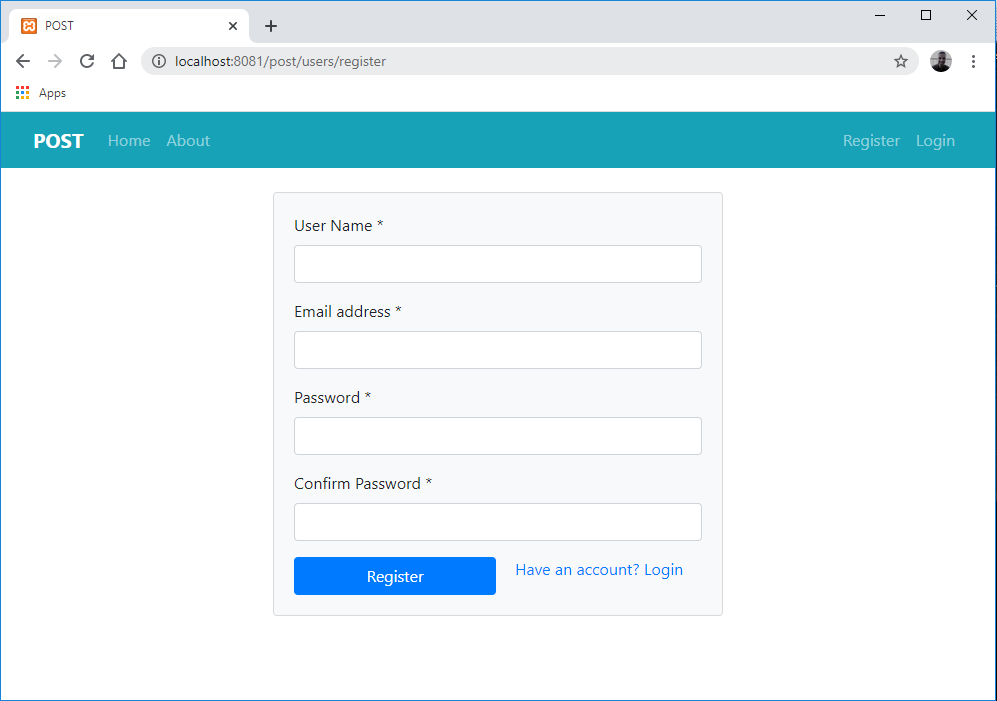 POST
localhost:8081/post/users/register
Apps
POST Home About Register Login
User Name *
Email address *
Password *
Confirm Password *
Register Have an account? Login